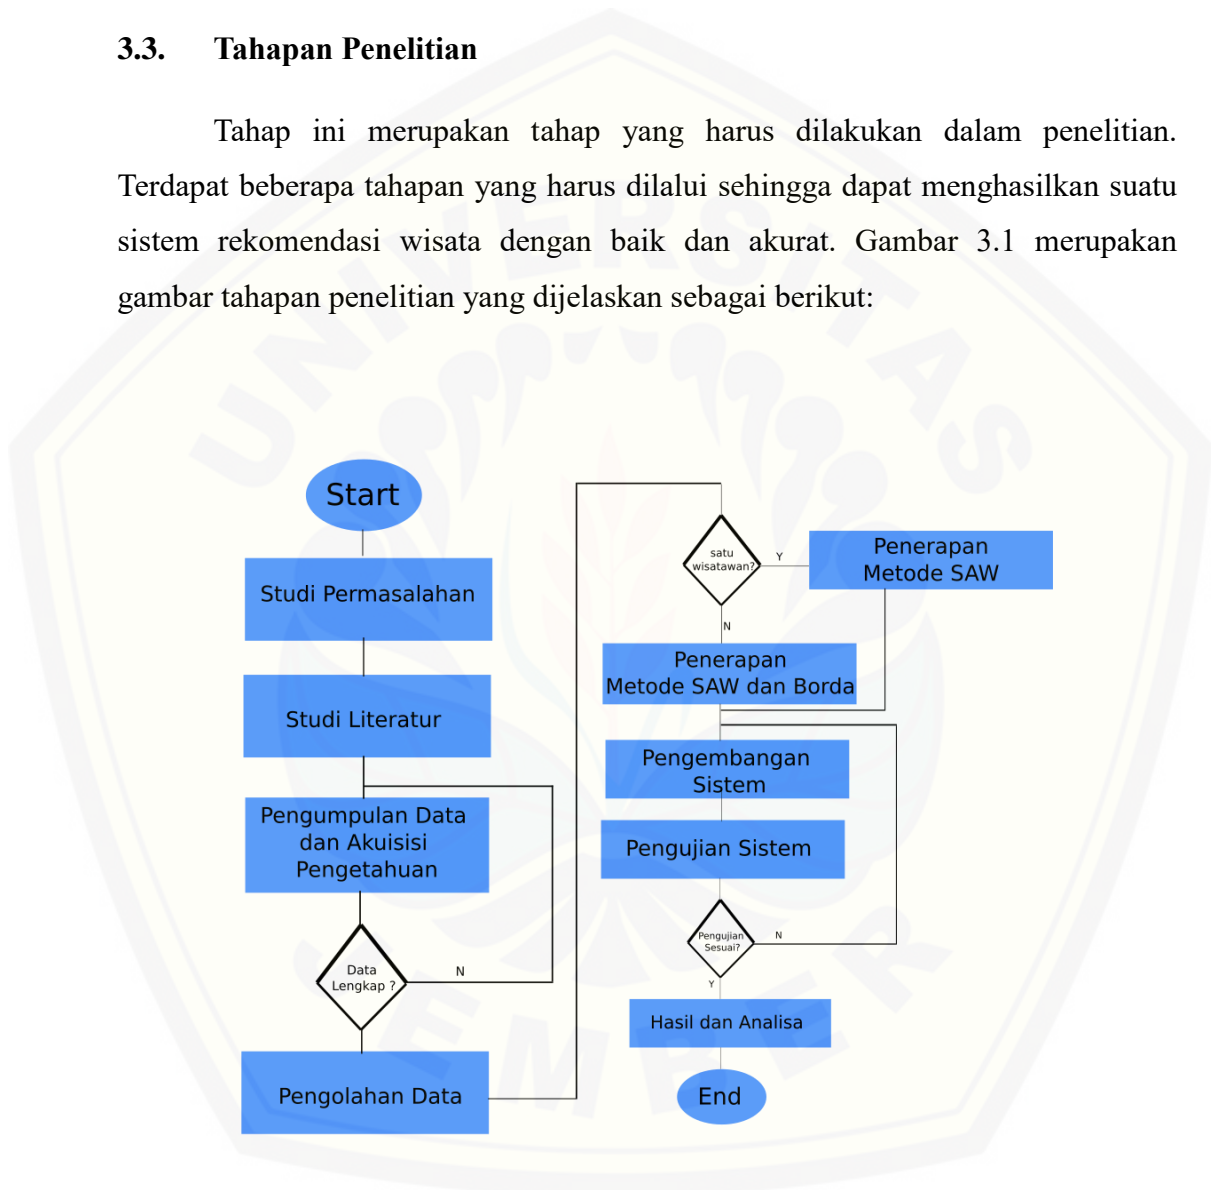 3.3. Tahapan Penelitian
Tahap ini merupakan tahap yang harus dilakukan dalam penelitian.
Terdapat beberapa tahapan yang harus dilalui sehingga dapat menghasilkan suatu
sistem rekomendasi wisata dengan baik dan akurat. Gambar 3.1 merupakan
gambar tahapan penelitian yang dijelaskan sebagai berikut:
UNIVERSITAS
Start
Studi Permasalahan
Studi Literatur
Pengumpulan Data
dan Akuisisi
Pengetahuan
Data
Lengkap ?
N
Pengolahan Data
satu
wisatawan?
Y
Penerapan
Metode SAW
N
Penerapan
Metode SAW dan Borda
Pengembangan
Sistem
Pengujian Sistem
Pengujian
Sesuai?
N
Y
Hasil dan Analisa
End
JEMBER